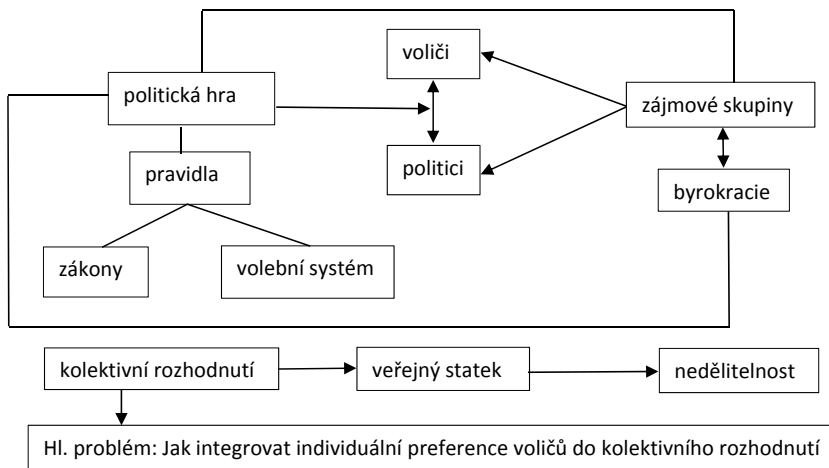 voliči
politická hra
zájmové skupiny
pravidla
politici
byrokracie
zákony
volební systém
kolektivní rozhodnutí
veřejný statek
nedělitelnost
Hl. problém: Jak integrovat individuální preference voličů do kolektivního rozhodnutí